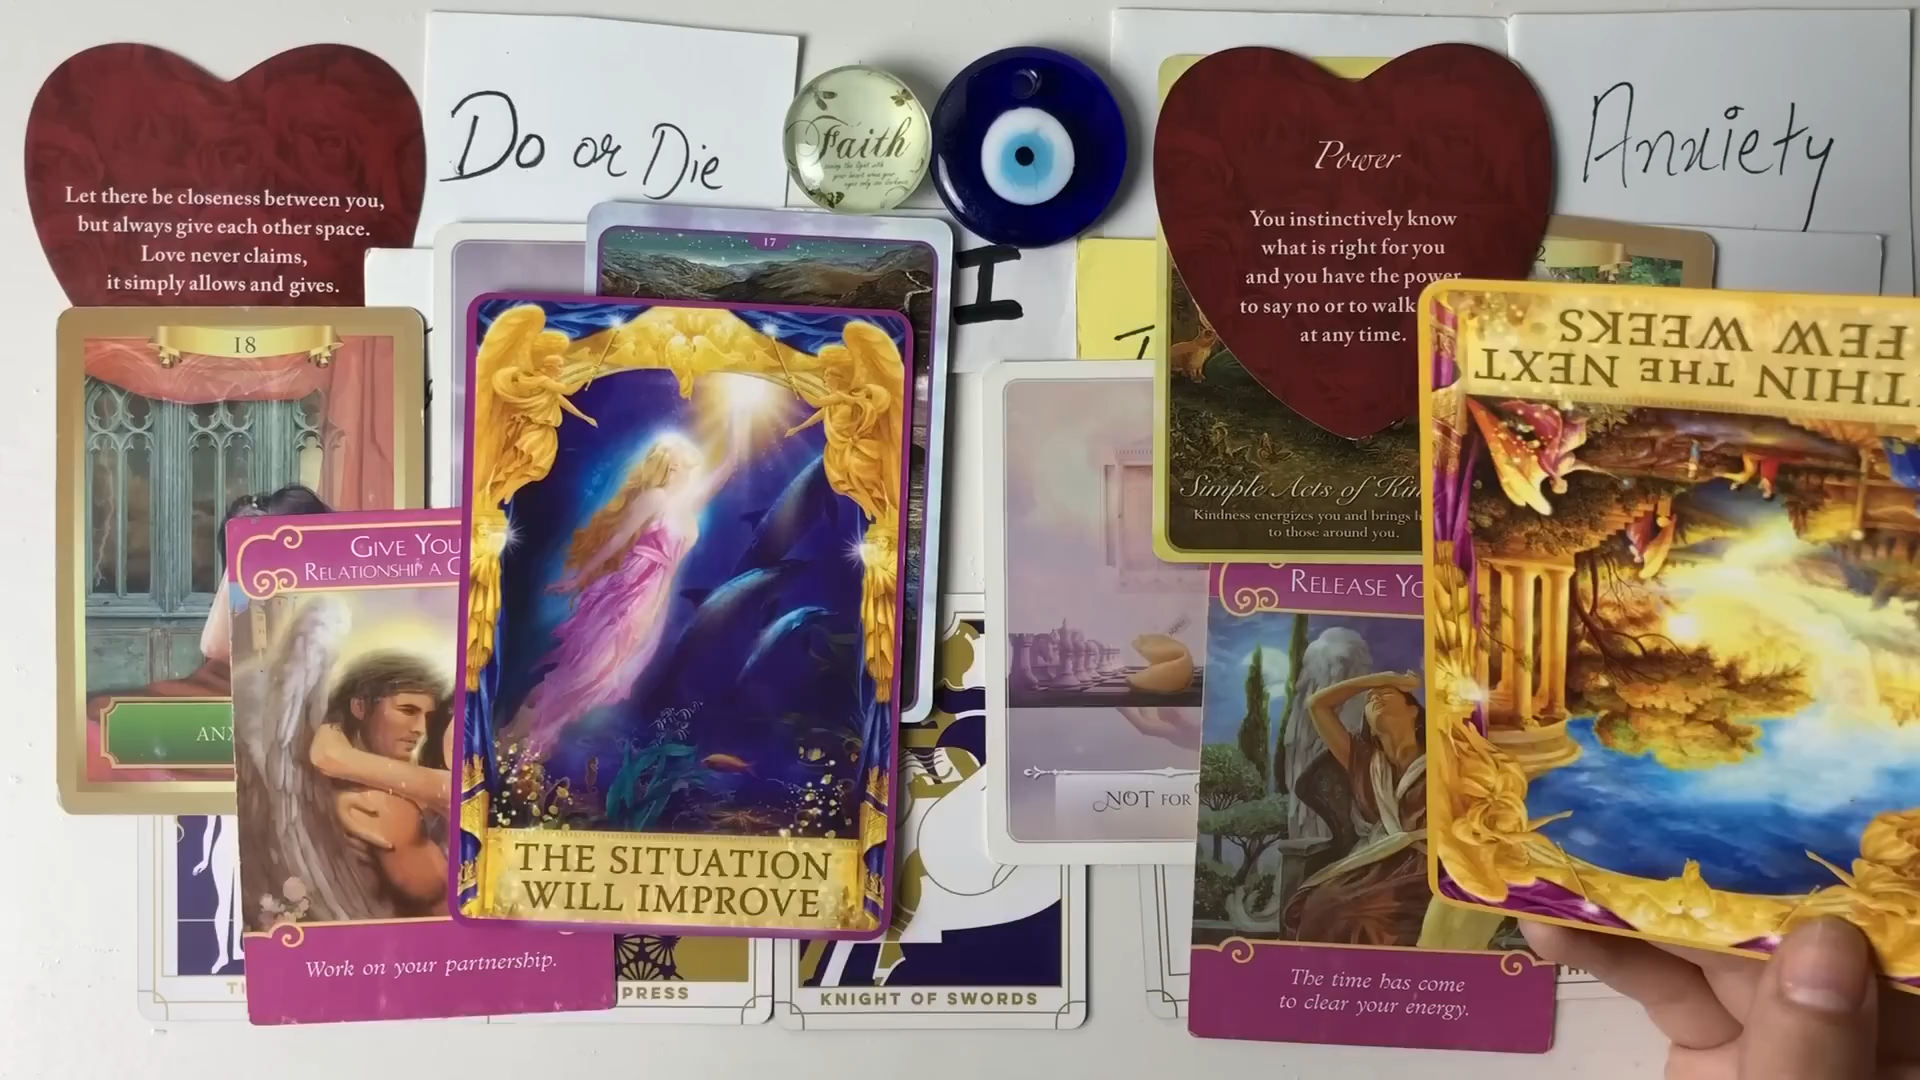 Let there be closeness between you,
but always give each other space.
Love never claims,
it simply allows and gives.
Do or Die
Faith
Power
You instinctively know
what is right for you
and you have the power
to say no or to walk
at any time.
Anxiety
17
I
18
2
THIN THE NEXT
FEW WEEKS
GIVE YOU
RELATIONSHIP A C
Simple Acts of Kin
Kindness energizes you and brings h
to those around you.
RELEASE YO
ANX
NOT FOR
THE SITUATION
WILL IMPROVE
Work on your partnership.
The time has come
to clear your energy.
PRESS
KNIGHT OF SWORDS